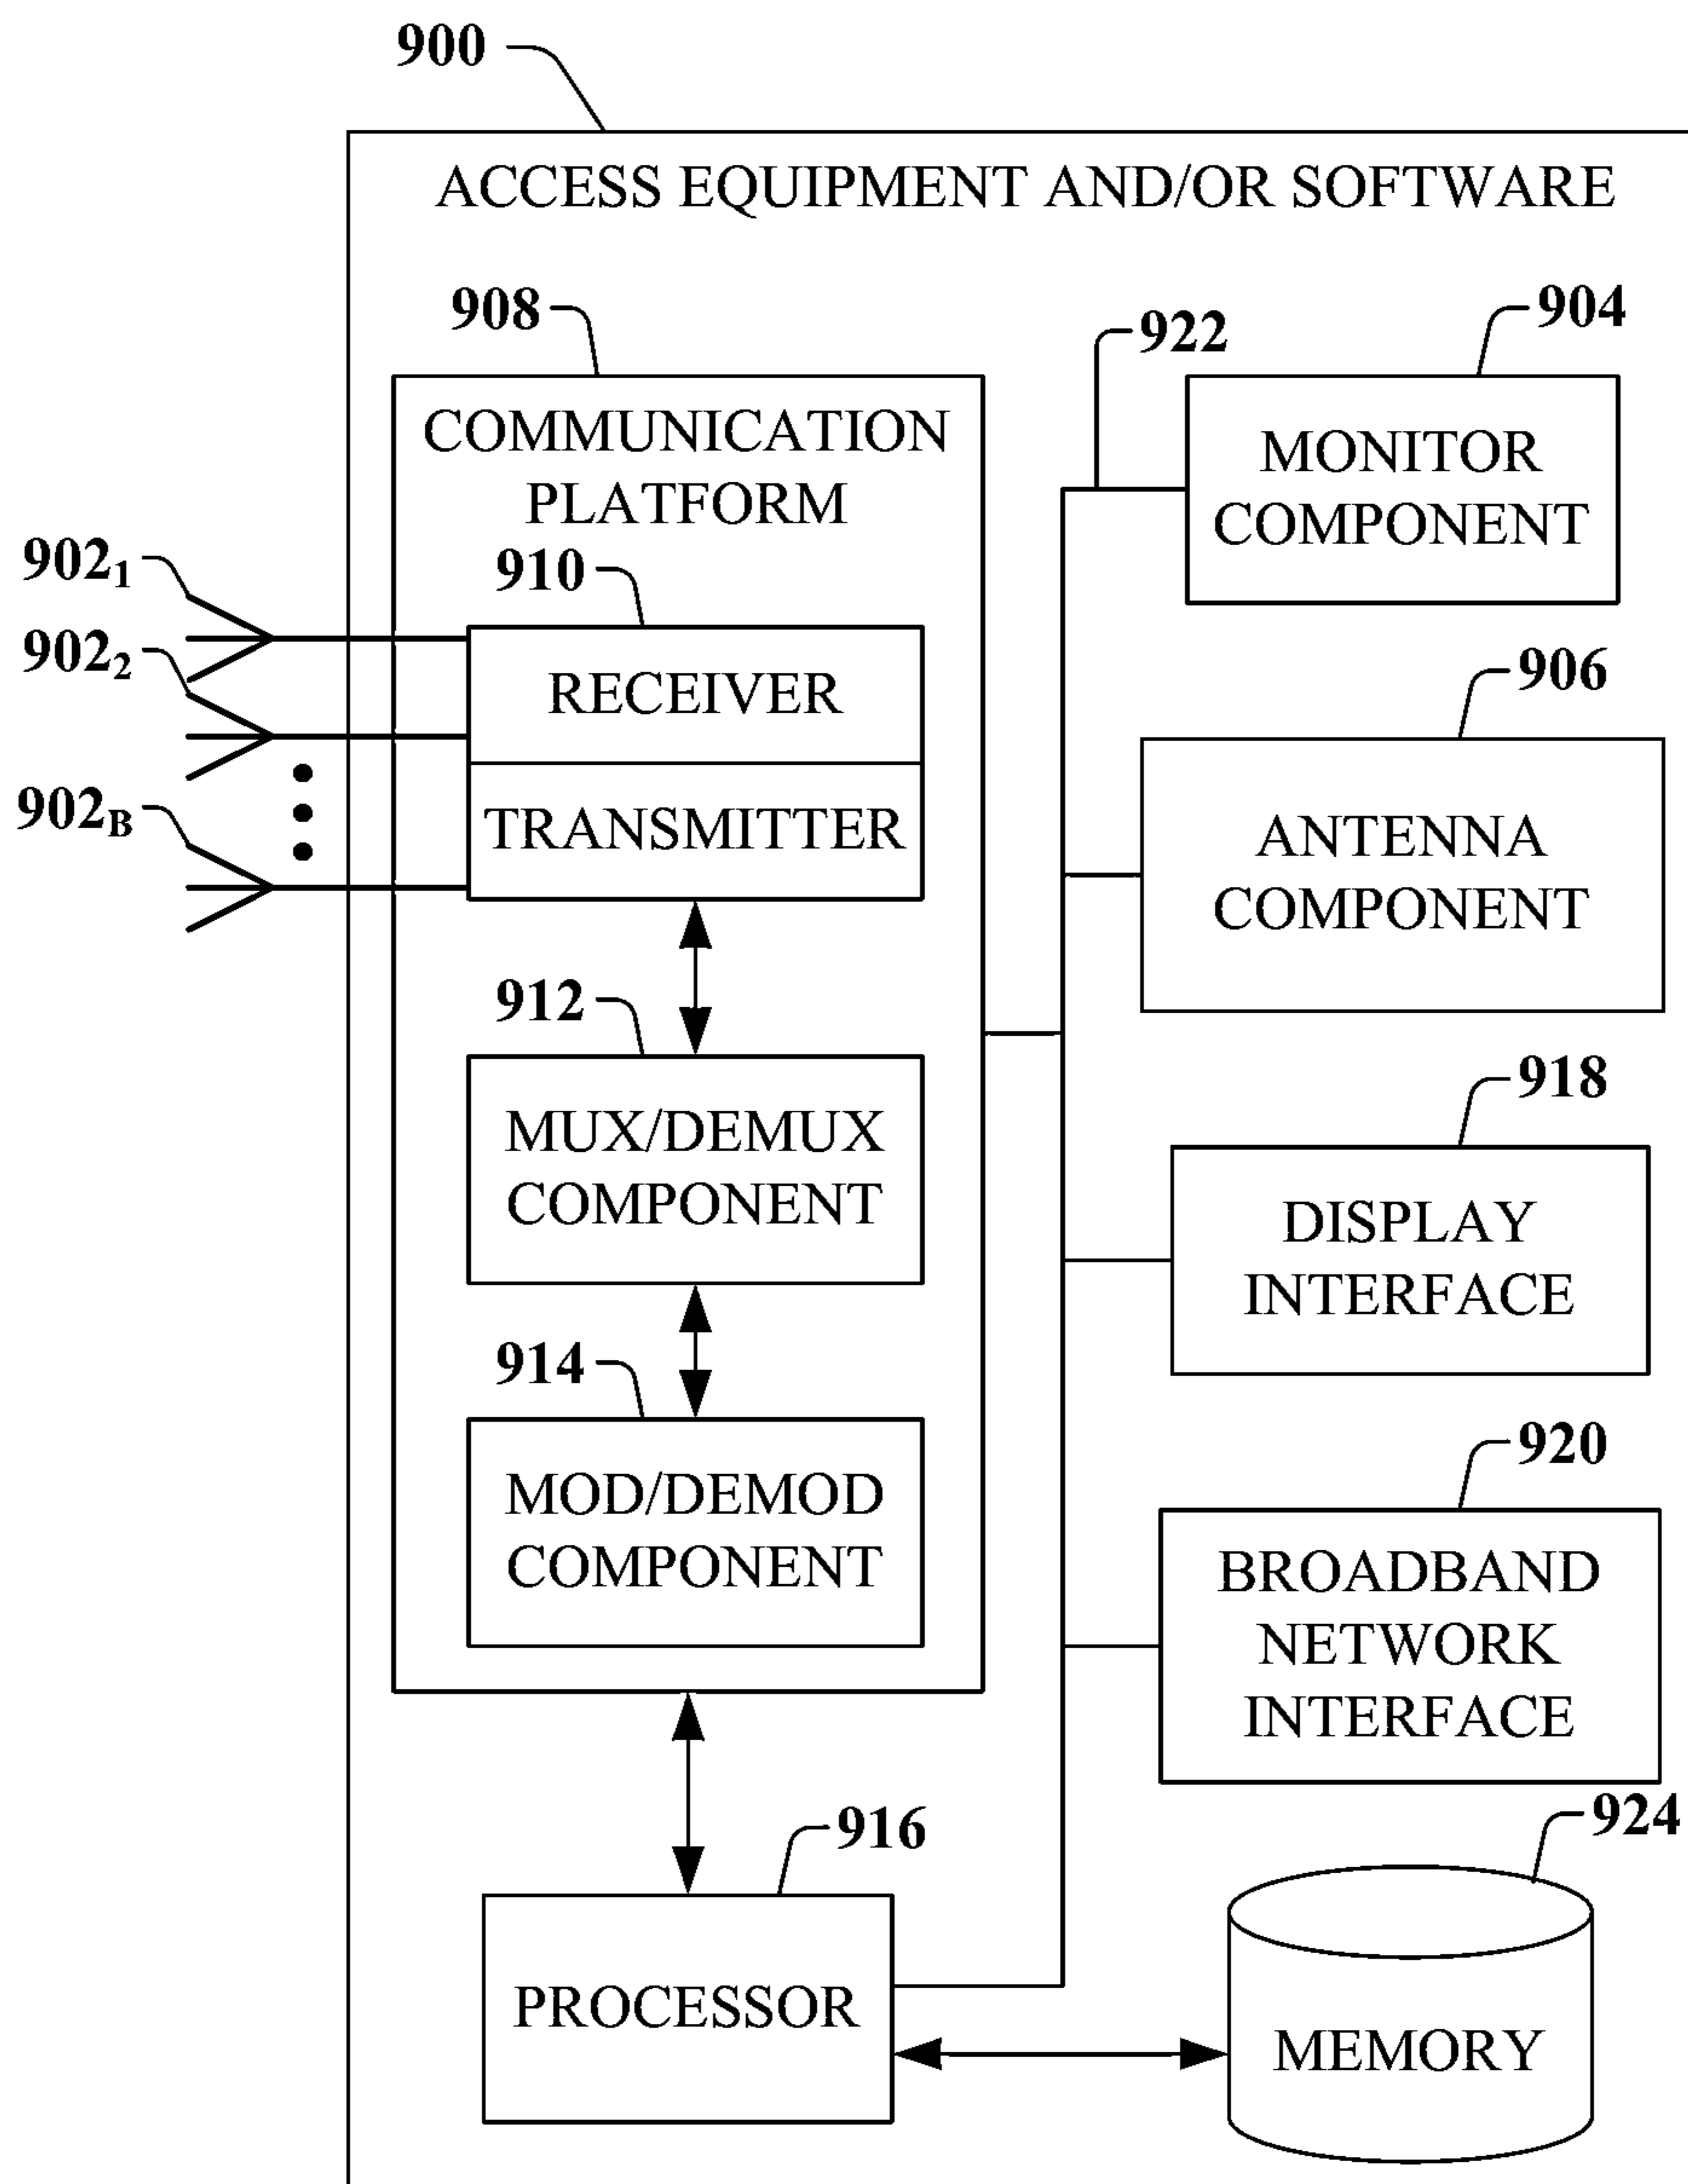 900
ACCESS EQUIPMENT AND/OR SOFTWARE
908
922
904
COMMUNICATION
PLATFORM
MONITOR
COMPONENT
902₁
910
902₂
RECEIVER
906
902_B
TRANSMITTER
ANTENNA
COMPONENT
912
918
MUX/DEMUX
COMPONENT
DISPLAY
INTERFACE
914
920
MOD/DEMOD
COMPONENT
BROADBAND
NETWORK
INTERFACE
916
924
PROCESSOR
MEMORY